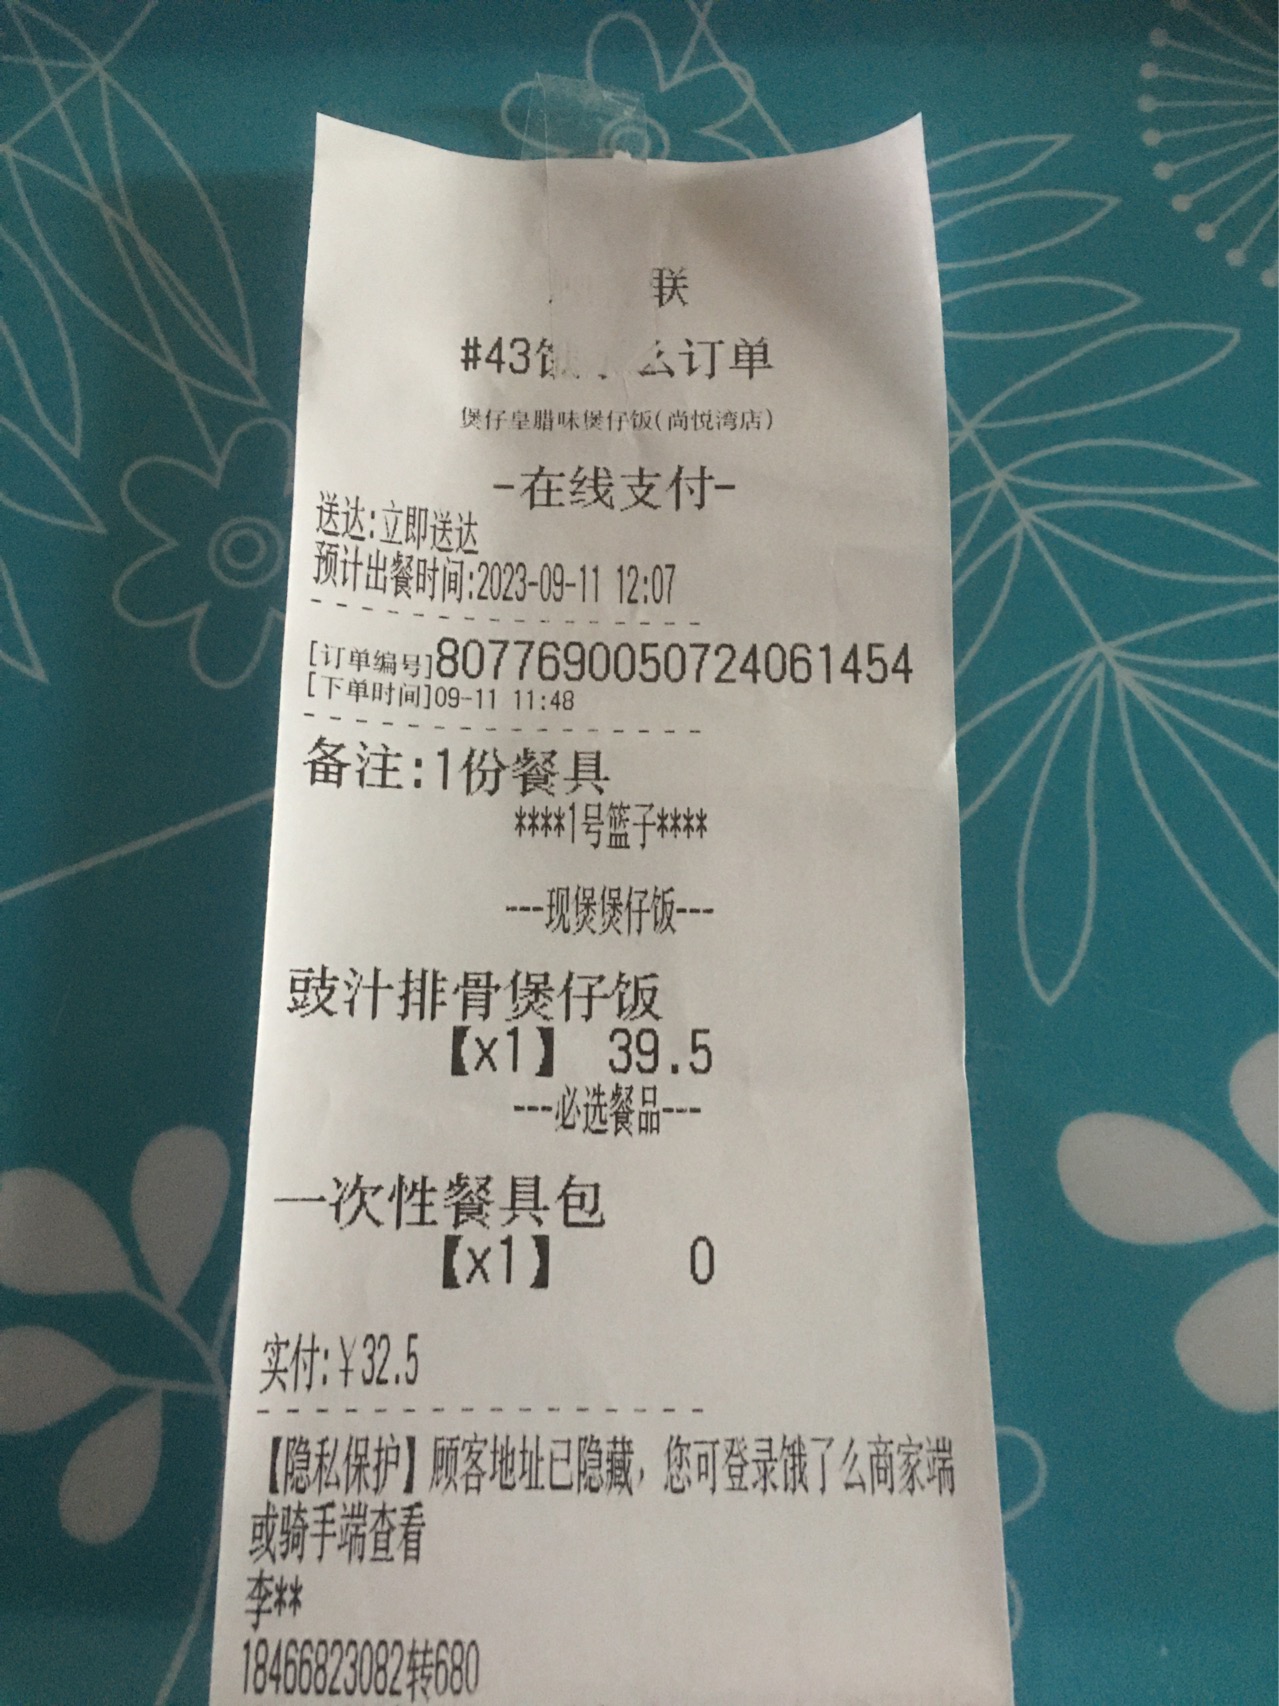 联
#43饿了么订单
煲仔皇腊味煲仔饭(尚悦湾店)
-在线支付-
送达:立即送达
预计出餐时间:2023-09-11 12:07
[订单编号]8077690050724061454
[下单时间]09-11 11:48
备注:1份餐具
****1号篮子****
---现煲煲仔饭---
豉汁排骨煲仔饭
【x1】 39.5
---必选餐品---
一次性餐具包
【x1】 0
实付:¥32.5
【隐私保护】顾客地址已隐藏，您可登录饿了么商家端
或骑手端查看
李**
18466823082转680